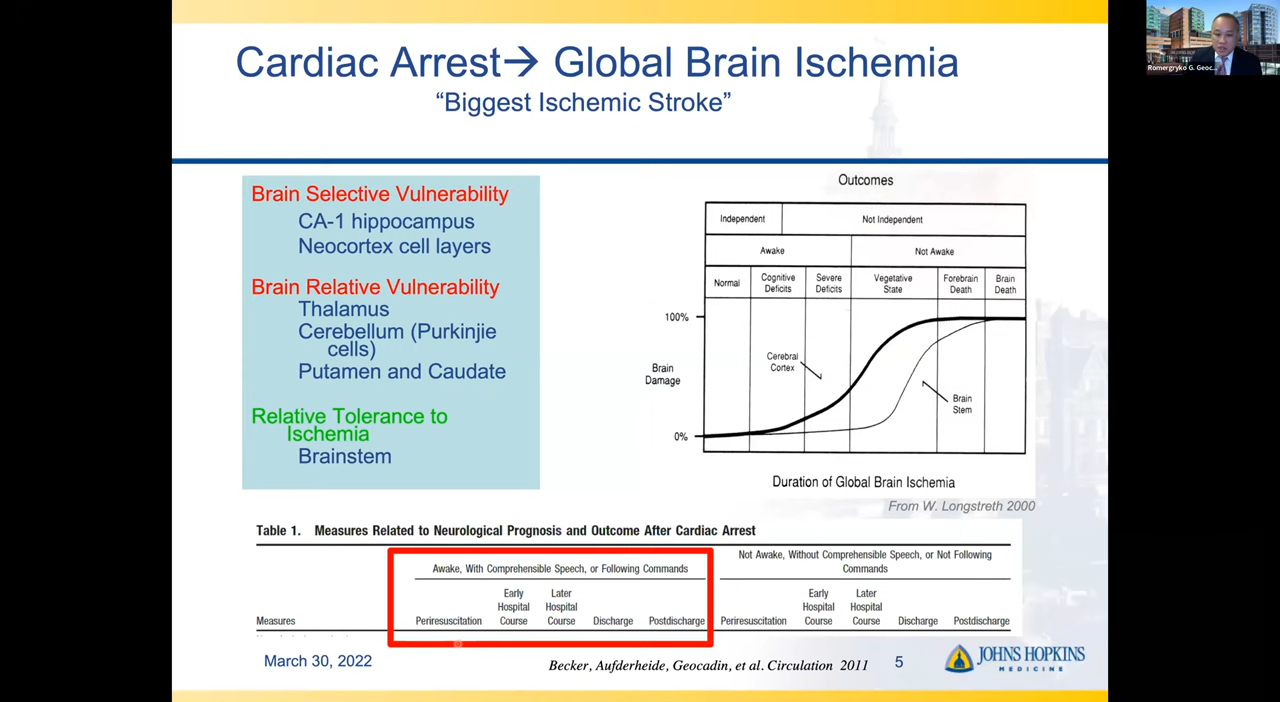 Cardiac Arrest→ Global Brain Ischemia
“Biggest Ischemic Stroke”
Brain Selective Vulnerability
CA-1 hippocampus
Neocortex cell layers
Brain Relative Vulnerability
Thalamus
Cerebellum (Purkinjie
cells)
Putamen and Caudate
Relative Tolerance to
Ischemia
Brainstem
Outcomes
Independent Not Independent
Awake Not Awake
Normal Cognitive Deficits Severe Deficits Vegetative State Forebrain Death Brain Death
100%
Cerebral
Cortex
Brain
Damage
Brain
Stem
0%
Duration of Global Brain Ischemia
From W. Longstreth 2000
Table 1. Measures Related to Neurological Prognosis and Outcome After Cardiac Arrest
Awake, With Comprehensible Speech, or Following Commands
Not Awake, Without Comprehensible Speech, or Not Following
Commands
Measures Periresuscitation Early Hospital Course Later Hospital Course Discharge Postdischarge Periresuscitation Early Hospital Course Later Hospital Course Discharge Postdischarge
March 30, 2022
Becker, Aufderheide, Geocadin, et al. Circulation 2011
5
JOHNS HOPKINS
MEDICINE
Romergryko G. Geoc...